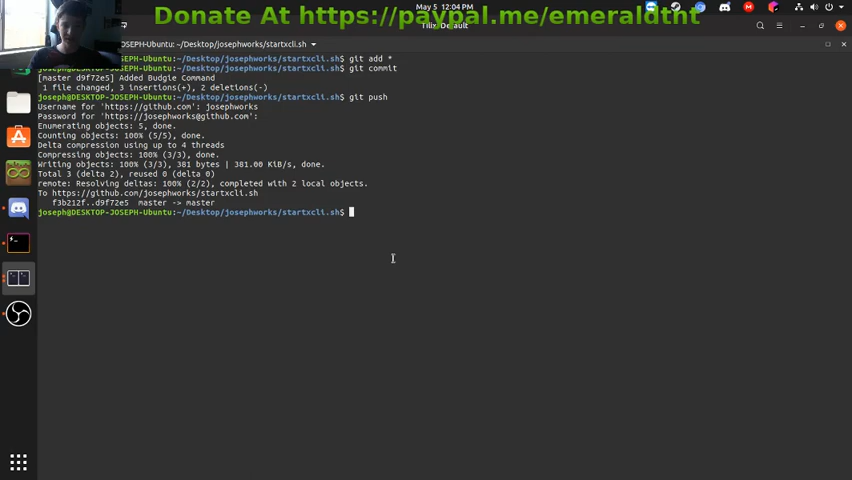 May 5 12:04 PM
Donate At https://paypal.me/emeraldtnt
Tilix: Default
JOSEPH-Ubuntu: ~/Desktop/josephworks/startxcli.sh
joseph@DESKTOP-JOSEPH-Ubuntu:~/Desktop/josephworks/startxcli.sh$ git add *
joseph@DESKTOP-JOSEPH-Ubuntu:~/Desktop/josephworks/startxcli.sh$ git commit
[master d9f72e5] Added Budgie Command
1 file changed, 3 insertions(+), 2 deletions(-)
joseph@DESKTOP-JOSEPH-Ubuntu:~/Desktop/josephworks/startxcli.sh$ git push
Username for 'https://github.com': josephworks
Password for 'https://josephworks@github.com':
Enumerating objects: 5, done.
Counting objects: 100% (5/5), done.
Delta compression using up to 4 threads
Compressing objects: 100% (3/3), done.
Writing objects: 100% (3/3), 381 bytes | 381.00 KiB/s, done.
Total 3 (delta 2), reused 0 (delta 0)
remote: Resolving deltas: 100% (2/2), completed with 2 local objects.
To https://github.com/josephworks/startxcli.sh
f3b212f..d9f72e5 master -> master
joseph@DESKTOP-JOSEPH-Ubuntu:~/Desktop/josephworks/startxcli.sh$